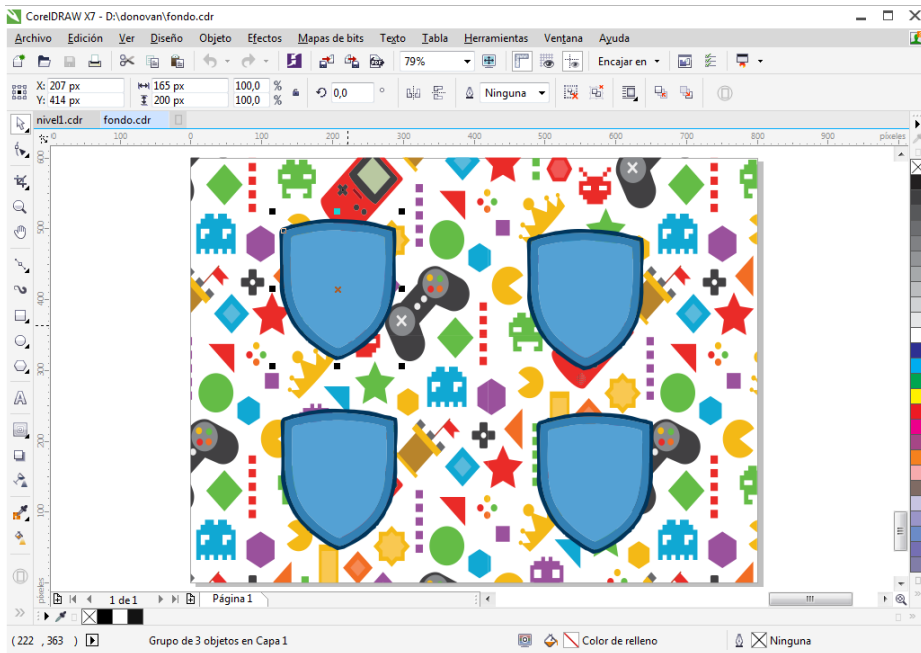 CorelDRAW X7 - D:\donovan\fondo.cdr
Archivo Edición Ver Diseño Objeto Efectos Mapas de bits Texto Tabla Herramientas Ventana Ayuda
79% Encajar en
X: 207 px 165 px 100,0 % 0,0 ° Ninguna
Y: 414 px 200 px 100,0 %
nivel1.cdr fondo.cdr
0 100 0 100 200 300 400 500 600 700 800 900 píxeles
600
500
400
300
200
100
píxeles
1 de 1 Página 1
( 222 , 363 ) Grupo de 3 objetos en Capa 1 Color de relleno Ninguna